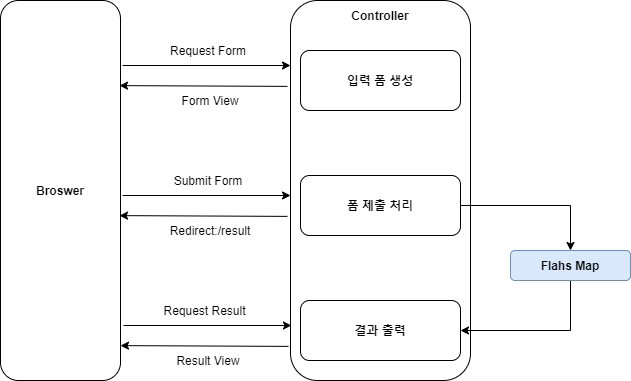 Controller
Request Form
입력 폼 생성
Form View
Submit Form
Broswer
폼 제출 처리
Redirect:/result
Flahs Map
Request Result
결과 출력
Result View